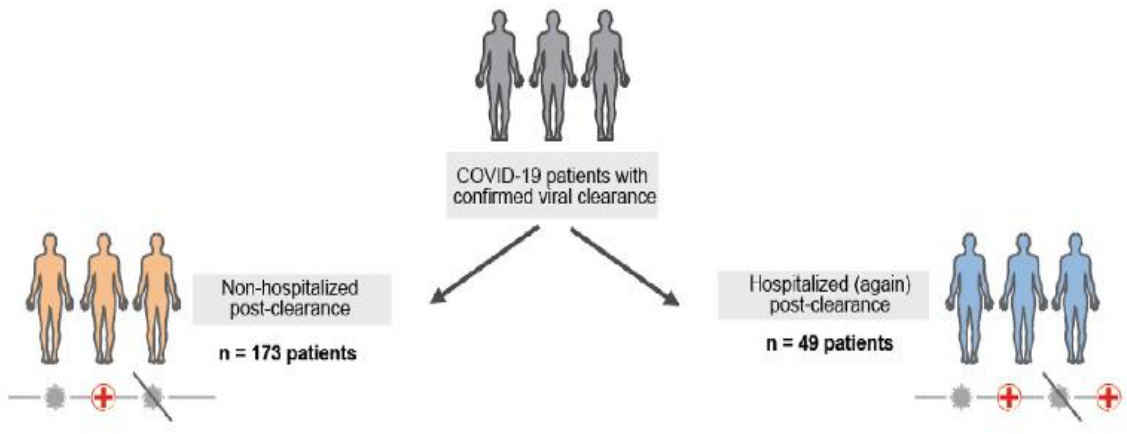 COVID-19 patients with
confirmed viral clearance
Non-hospitalized
post-clearance
n = 173 patients
Hospitalized (again)
post-clearance
n = 49 patients